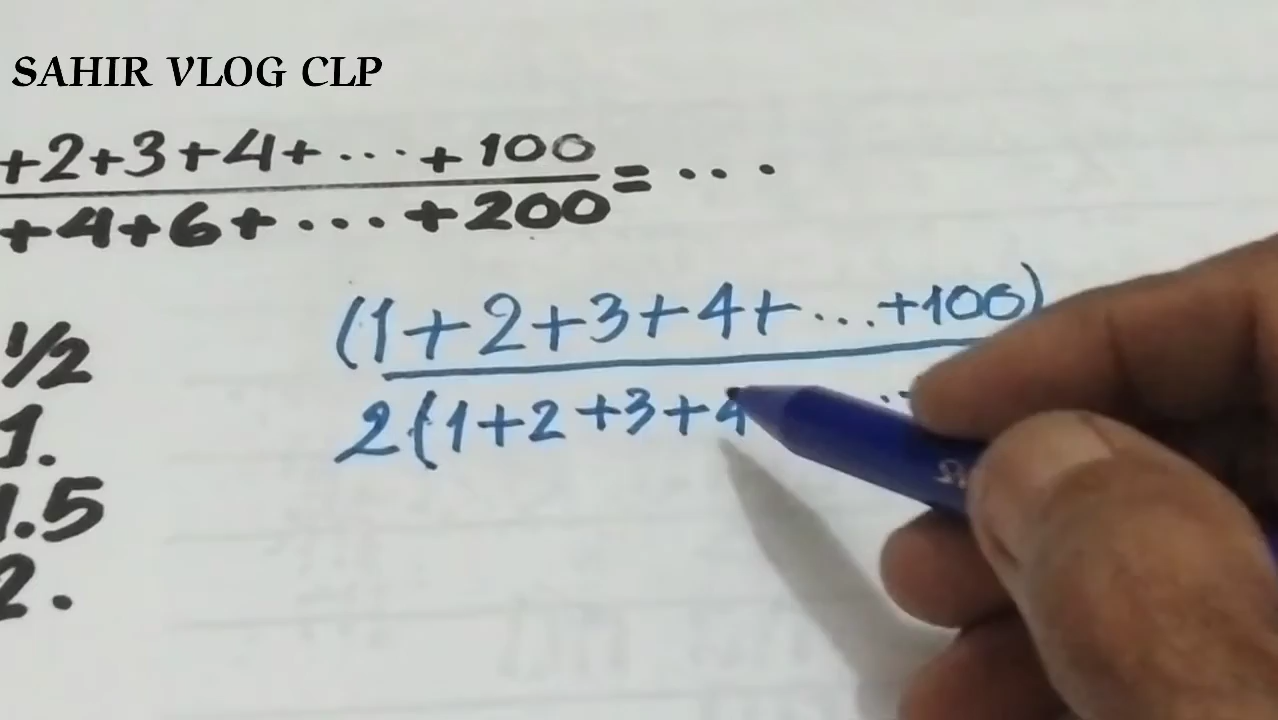 SAHIR VLOG CLP
+2+3+4+ ... +100
+4+6+ ... +200 = ...
(1+2+3+4+ ... +100)
2(1+2+3+4
1/2
1.
1.5
2.